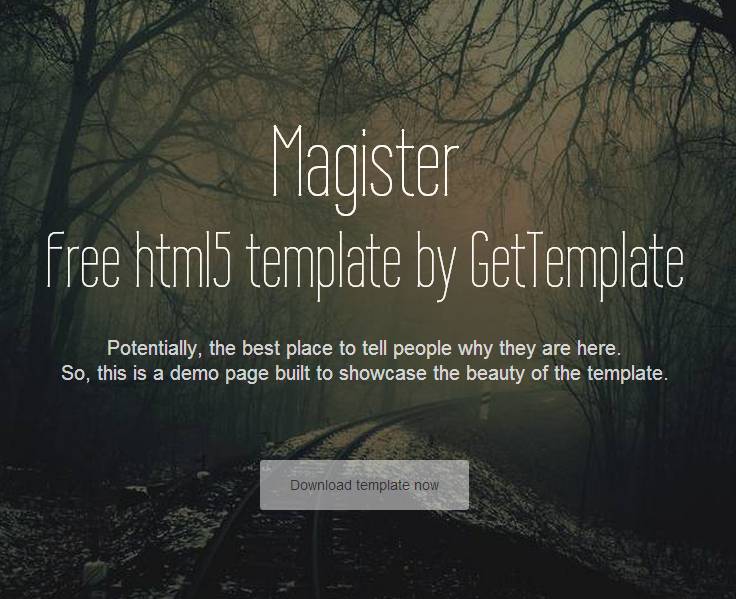 Magister
Free html5 template by GetTemplate
Potentially, the best place to tell people why they are here.
So, this is a demo page built to showcase the beauty of the template.
Download template now